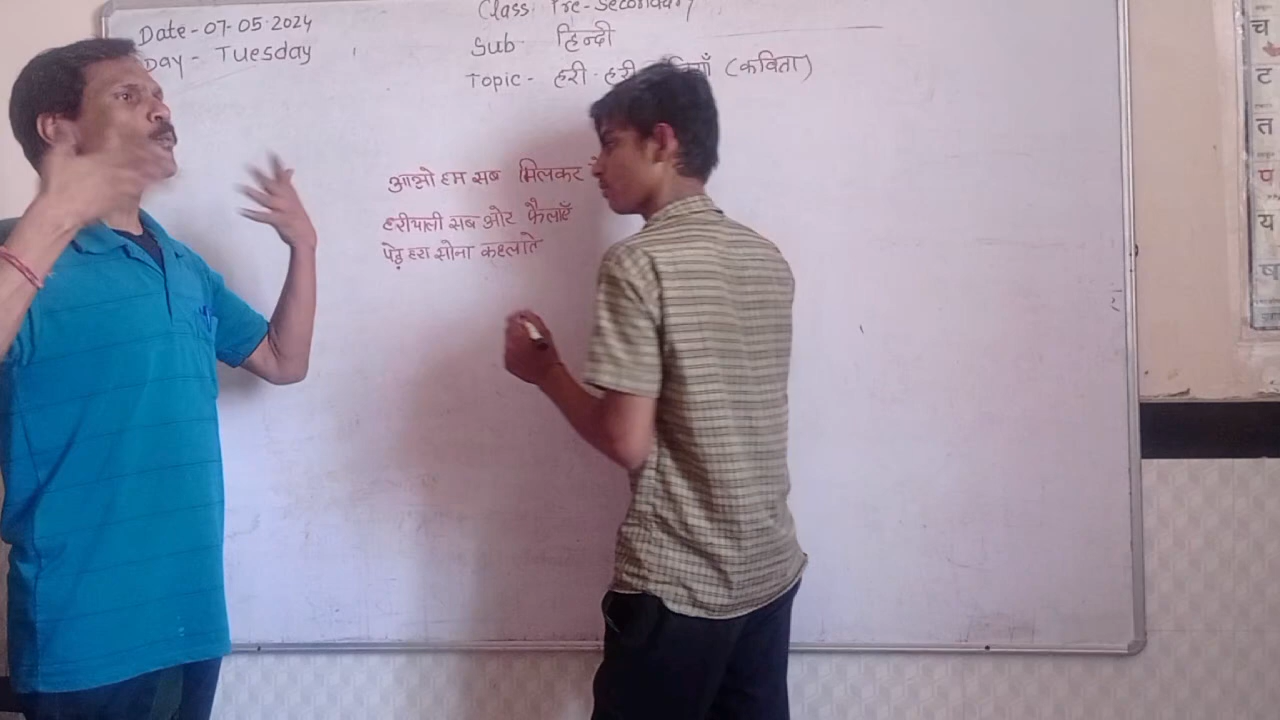 Date - 07-05-2024
Day - Tuesday
Class: Pre-Secondary
Sub- हिन्दी
Topic- हरी-हरी (कविता)
आओ हम सब मिलकर
हरीयाली सब ओर फैलाएँ
पेड़ हरा सोना कहलाते
च
ट
त
प
य
ष